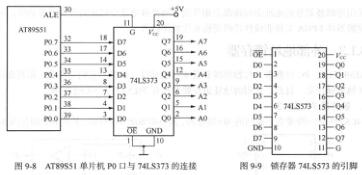 ALE 30 11 20 +5V
G Vcc
AT89S51
P0.7 32 18 D7 Q7 19 A7
P0.6 33 17 D6 Q6 16 A6
P0.5 34 14 D5 Q5 15 A5
P0.4 35 13 D4 Q4 12 A4
P0.3 36 8 D3 Q3 9 A3
P0.2 37 7 D2 Q2 6 A2
P0.1 38 4 D1 Q1 5 A1
P0.0 39 3 D0 Q0 2 A0
74LS373
OE GND
1 10
OE 1 20 Vcc
D0 2 19 Q0
D1 3 18 Q1
D2 4 17 Q2
D3 5 16 Q3
D4 6 74LS573 15 Q4
D5 7 14 Q5
D6 8 13 Q6
D7 9 12 Q7
GND 10 11 G
图 9-8 AT89S51 单片机 P0 口与 74LS373 的连接
图 9-9 锁存器 74LS573 的引脚